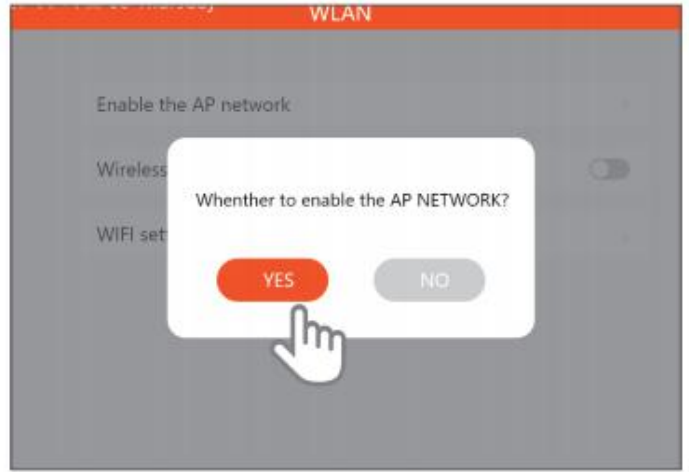 WLAN
Enable the AP network
Wireless
Whenther to enable the AP NETWORK?
WIFI set
YES
NO